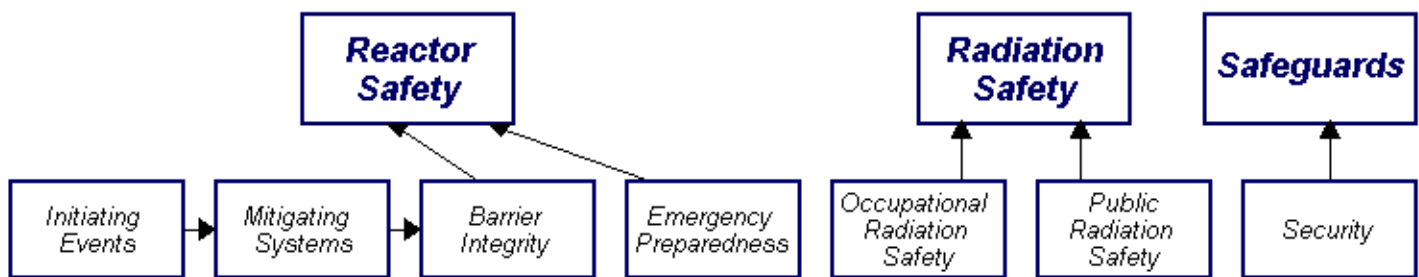 Reactor
Safety
Radiation
Safety
Safeguards
Initiating
Events
Mitigating
Systems
Barrier
Integrity
Emergency
Preparedness
Occupational
Radiation
Safety
Public
Radiation
Safety
Security